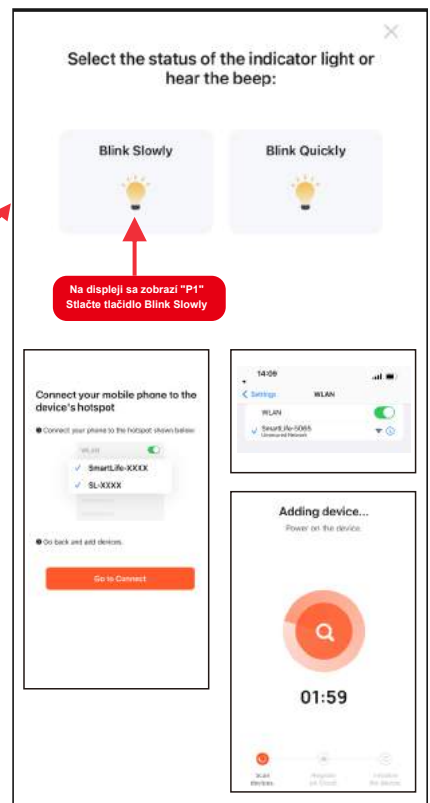 Select the status of the indicator light or
hear the beep:
Blink Slowly
Blink Quickly
Na displeji sa zobrazí "P1"
Stlačte tlačidlo Blink Slowly
Connect your mobile phone to the
device's hotspot
Connect your phone to the hotspot shown below
WLAN
SmartLife-XXXX
SL-XXXX
Go back and add devices.
Go to Connect
14:09
Settings
WLAN
WLAN
SmartLife-5065
Unsecured Network
Adding device...
Power on the device.
01:59
Scan
devices.
Register
on Cloud.
Initialize
the device.